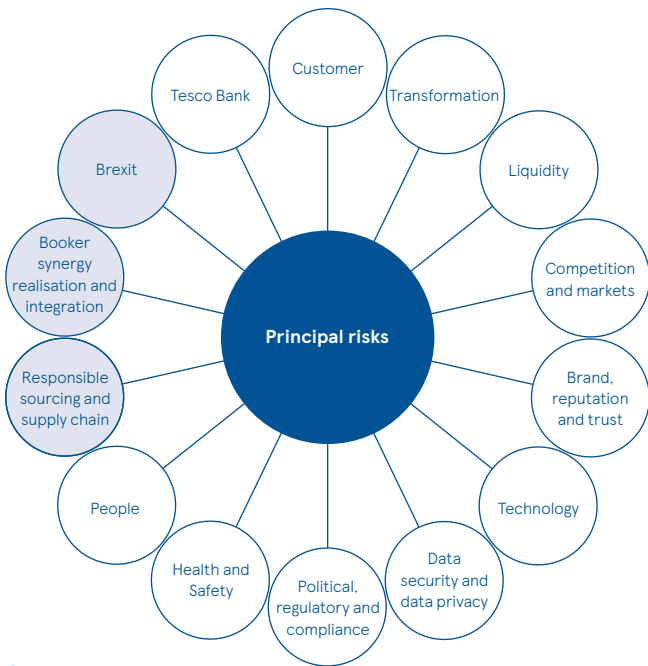 Customer
Transformation
Liquidity
Competition
and markets
Brand,
reputation
and trust
Technology
Data
security and
data privacy
Political,
regulatory and
compliance
Health and
Safety
People
Responsible
sourcing and
supply chain
Booker
synergy
realisation and
integration
Brexit
Tesco Bank
Principal risks